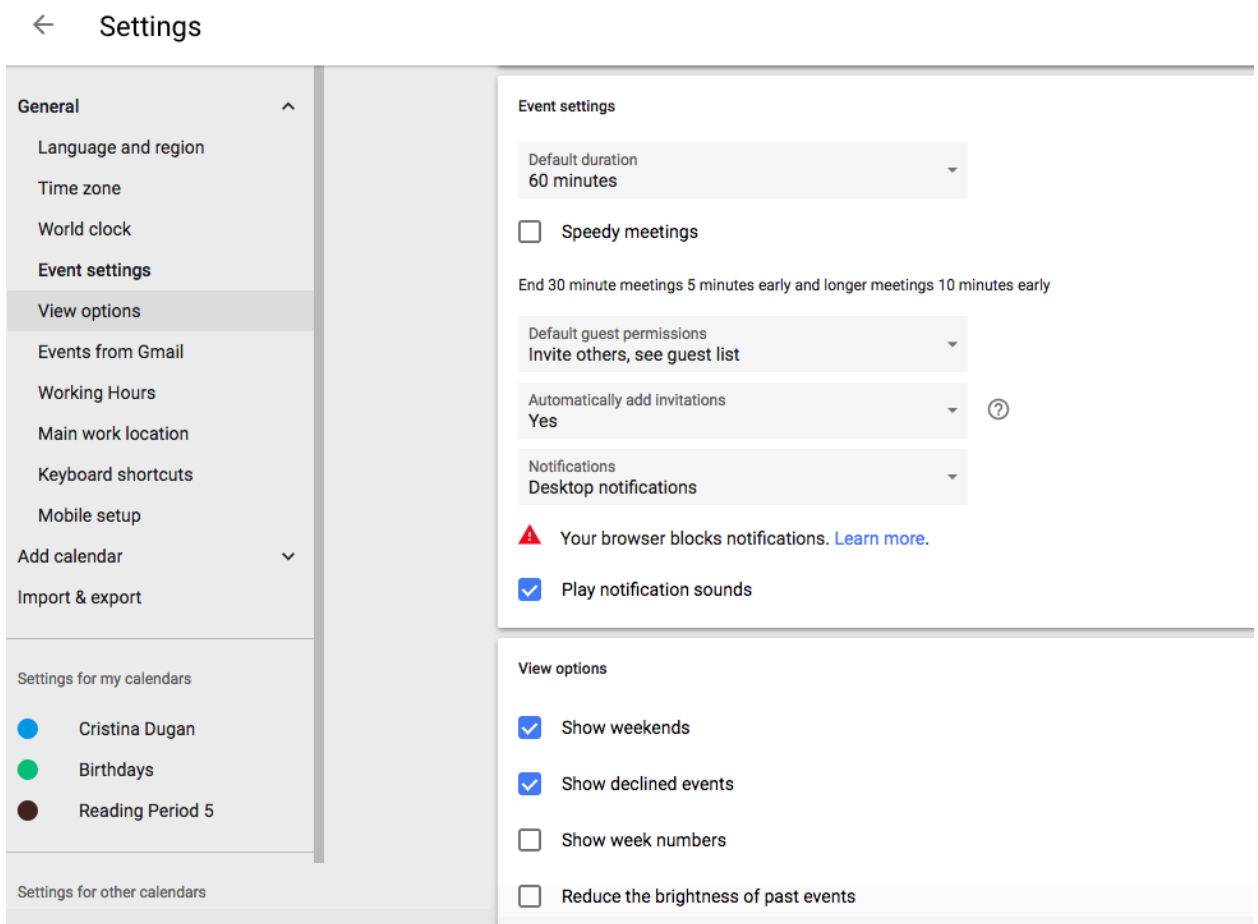 Settings
General
Language and region
Time zone
World clock
Event settings
View options
Events from Gmail
Working Hours
Main work location
Keyboard shortcuts
Mobile setup
Add calendar
Import & export
Settings for my calendars
Cristina Dugan
Birthdays
Reading Period 5
Settings for other calendars
Event settings
Default duration
60 minutes
Speedy meetings
End 30 minute meetings 5 minutes early and longer meetings 10 minutes early
Default guest permissions
Invite others, see guest list
Automatically add invitations
Yes
Notifications
Desktop notifications
Your browser blocks notifications. Learn more.
Play notification sounds
View options
Show weekends
Show declined events
Show week numbers
Reduce the brightness of past events